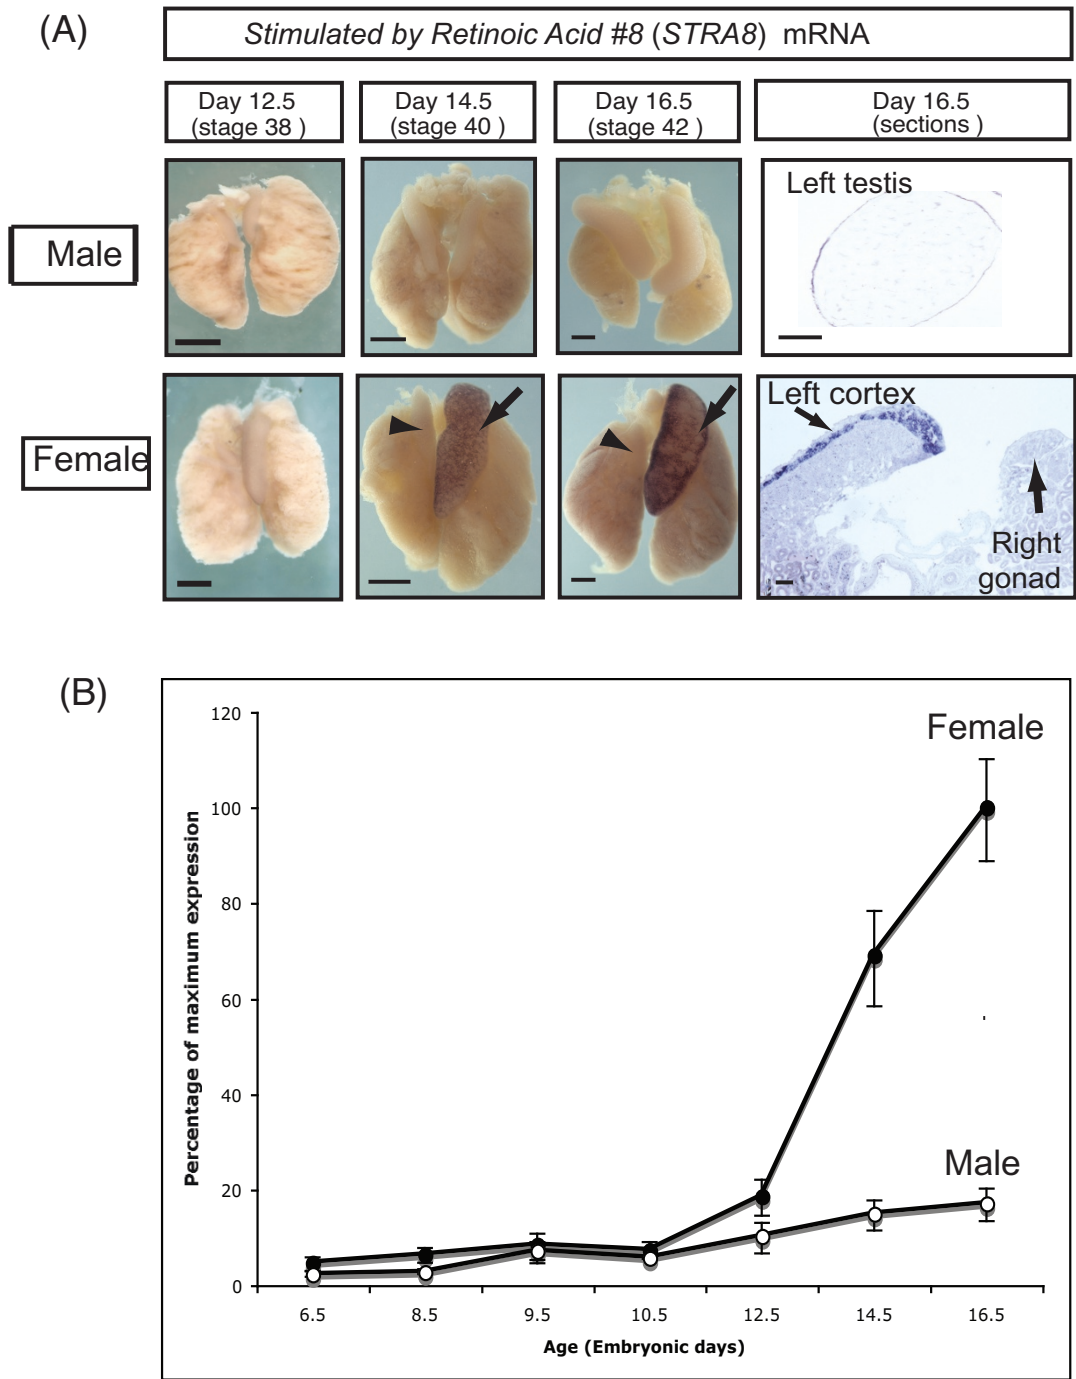 (A)
Stimulated by Retinoic Acid #8 (STRA8) mRNA
Day 12.5
(stage 38 )
Day 14.5
(stage 40 )
Day 16.5
(stage 42 )
Day 16.5
(sections )
Male
Left testis
Female
Left cortex
Right
gonad
(B)
120
100
80
60
40
20
0
Percentage of maximum expression
Female
Male
6.5 8.5 9.5 10.5 12.5 14.5 16.5
Age (Embryonic days)